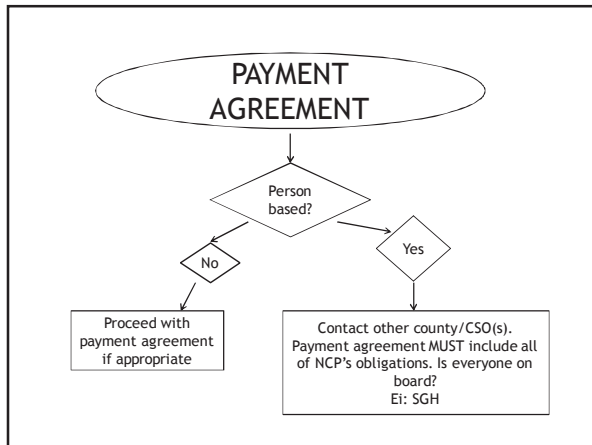 PAYMENT
AGREEMENT
Person
based?
No
Yes
Proceed with
payment agreement
if appropriate
Contact other county/CSO(s).
Payment agreement MUST include all
of NCP's obligations. Is everyone on
board?
Ei: SGH